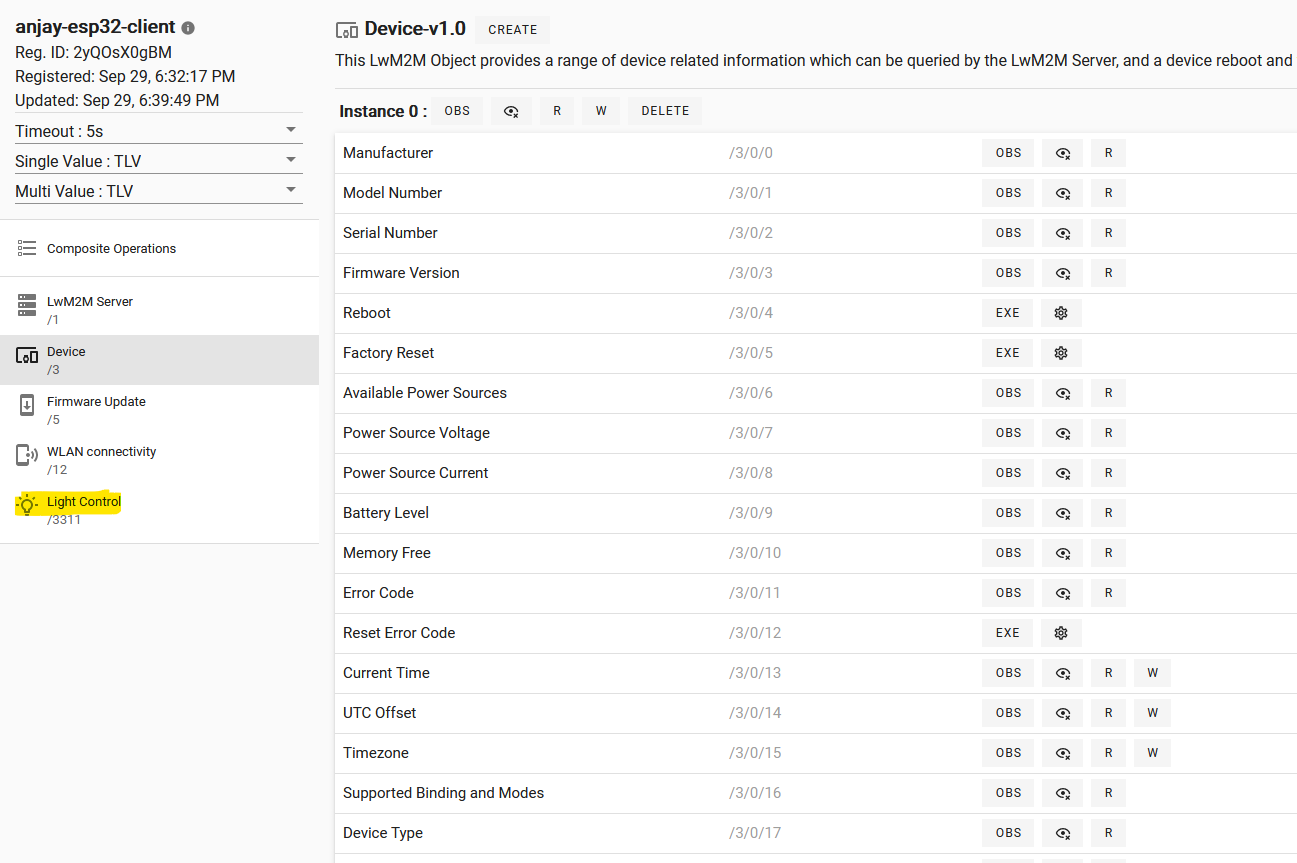 anjay-esp32-client
Reg. ID: 2yQOsX0gBM
Registered: Sep 29, 6:32:17 PM
Updated: Sep 29, 6:39:49 PM
Timeout : 5s
Single Value : TLV
Multi Value : TLV
Composite Operations
LwM2M Server
/1
Device
/3
Firmware Update
/5
WLAN connectivity
/12
Light Control
/3311
Device-v1.0 CREATE
This LwM2M Object provides a range of device related information which can be queried by the LwM2M Server, and a device reboot and
Instance 0 : OBS R W DELETE
Manufacturer /3/0/0 OBS R
Model Number /3/0/1 OBS R
Serial Number /3/0/2 OBS R
Firmware Version /3/0/3 OBS R
Reboot /3/0/4 EXE
Factory Reset /3/0/5 EXE
Available Power Sources /3/0/6 OBS R
Power Source Voltage /3/0/7 OBS R
Power Source Current /3/0/8 OBS R
Battery Level /3/0/9 OBS R
Memory Free /3/0/10 OBS R
Error Code /3/0/11 OBS R
Reset Error Code /3/0/12 EXE
Current Time /3/0/13 OBS R W
UTC Offset /3/0/14 OBS R W
Timezone /3/0/15 OBS R W
Supported Binding and Modes /3/0/16 OBS R
Device Type /3/0/17 OBS R